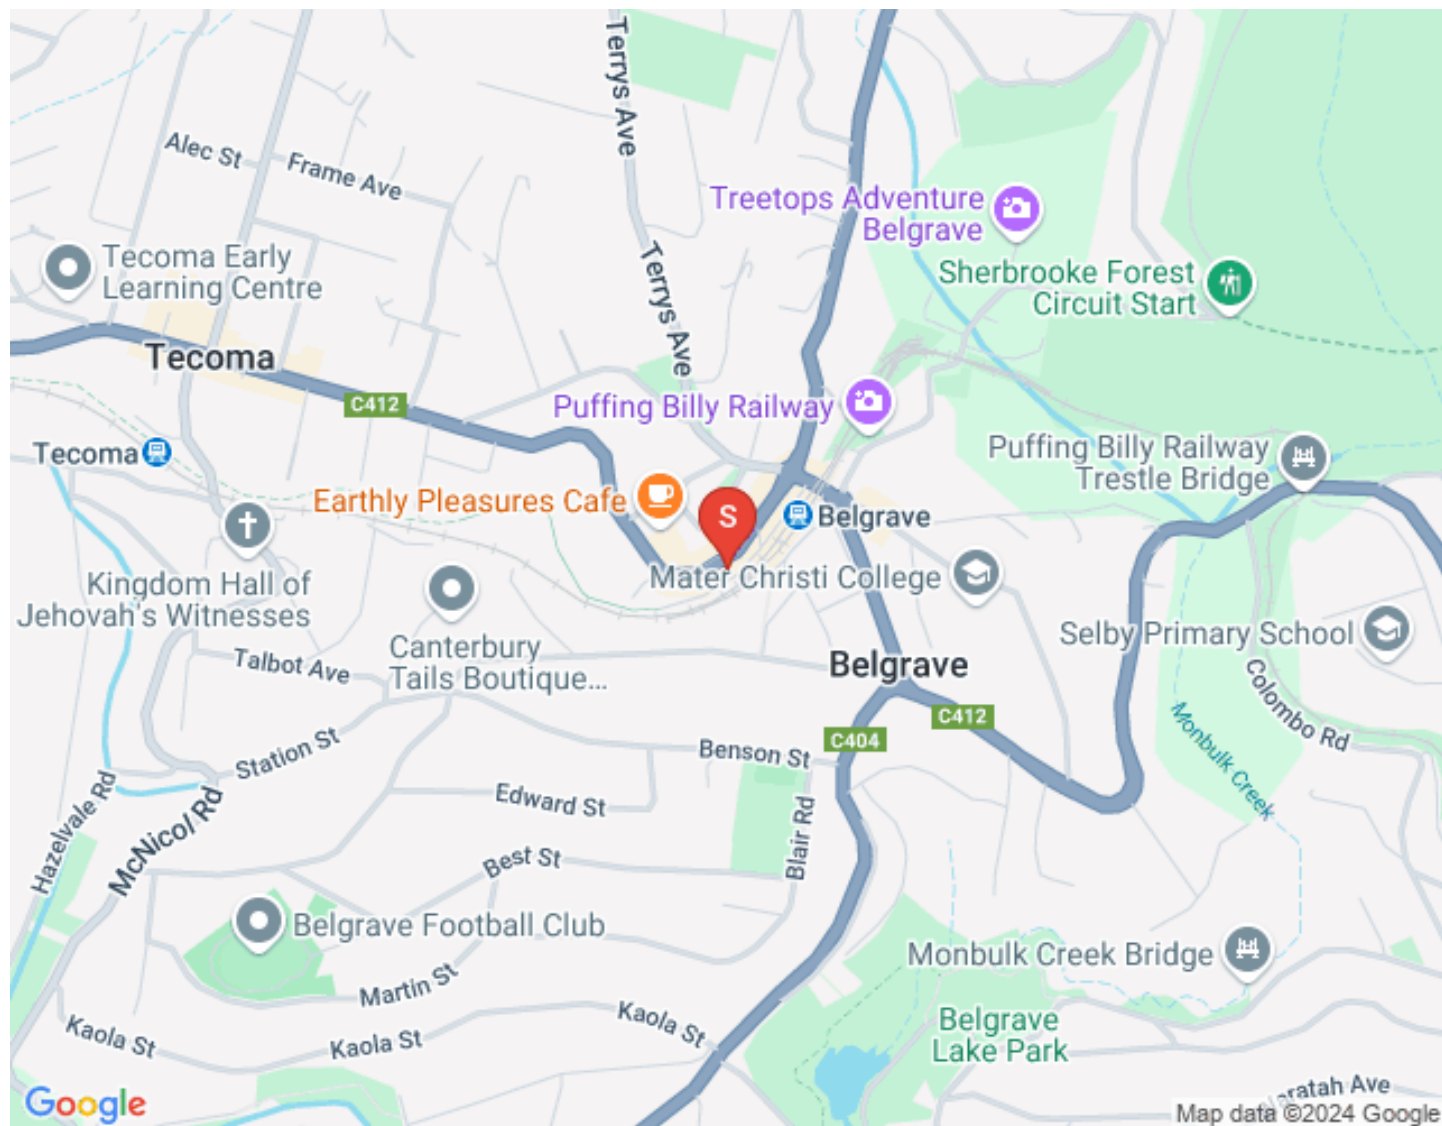 Terrys Ave
Alec St
Frame Ave
Treetops Adventure
Belgrave
Tecoma Early
Learning Centre
Terrys Ave
Sherbrooke Forest
Circuit Start
Tecoma
C412
Puffing Billy Railway
Tecoma
Puffing Billy Railway
Trestle Bridge
Earthly Pleasures Cafe
S
Belgrave
Kingdom Hall of
Jehovah's Witnesses
Mater Christi College
Canterbury
Tails Boutique...
Selby Primary School
Talbot Ave
Belgrave
Colombo Rd
C412
C404
Monbulk Creek
Station St
Benson St
Edward St
Hazelvale Rd
McNicol Rd
Blair Rd
Best St
Belgrave Football Club
Monbulk Creek Bridge
Martin St
Kaola St
Kaola St
Kaola St
Belgrave
Lake Park
Google
ratah Ave
Map data ©2024 Google